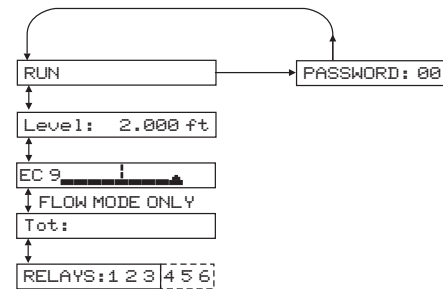 RUN
PASSWORD: 00
Level: 2.000 ft
EC 9
FLOW MODE ONLY
Tot:
RELAYS:1 2 3 4 5 6